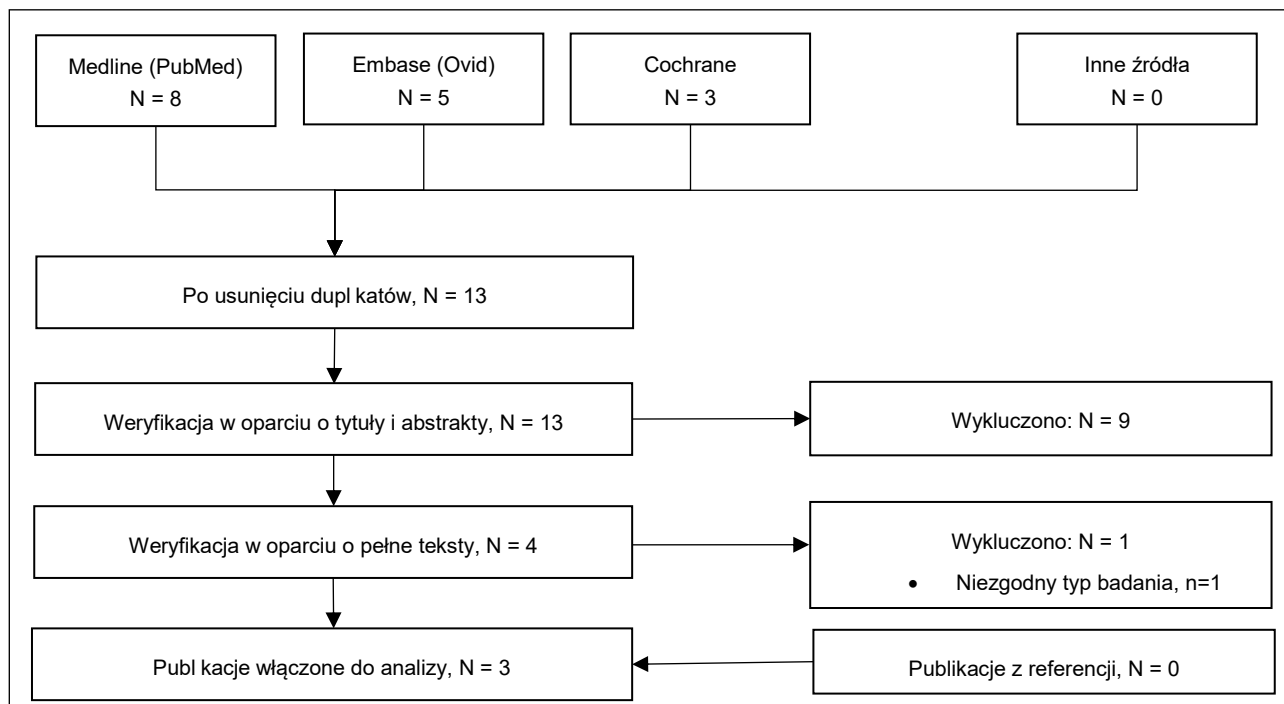 Medline (PubMed)
N = 8
Embase (Ovid)
N = 5
Cochrane
N = 3
Inne źródła
N = 0
Po usunięciu dupl katów, N = 13
Weryfikacja w oparciu o tytuły i abstrakty, N = 13
Wykluczono: N = 9
Weryfikacja w oparciu o pełne teksty, N = 4
Wykluczono: N = 1
• Niezgodny typ badania, n=1
Publ kacje włączone do analizy, N = 3
Publikacje z referencji, N = 0